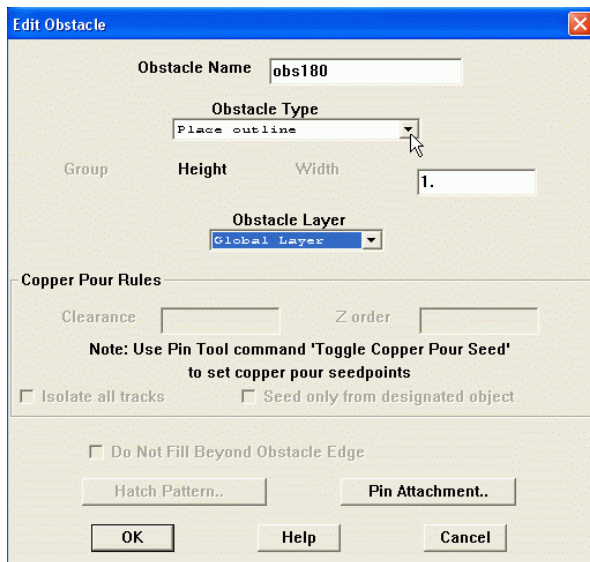 Edit Obstacle
Obstacle Name obs180
Obstacle Type
Place outline
Group Height Width 1.
Obstacle Layer
Global Layer
Copper Pour Rules
Clearance Z order
Note: Use Pin Tool command 'Toggle Copper Pour Seed'
to set copper pour seedpoints
Isolate all tracks Seed only from designated object
Do Not Fill Beyond Obstacle Edge
Hatch Pattern.. Pin Attachment..
OK Help Cancel